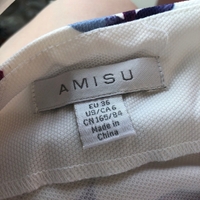 AMISU
EU 36
US/CA 6
CN 165/84
Made in
China